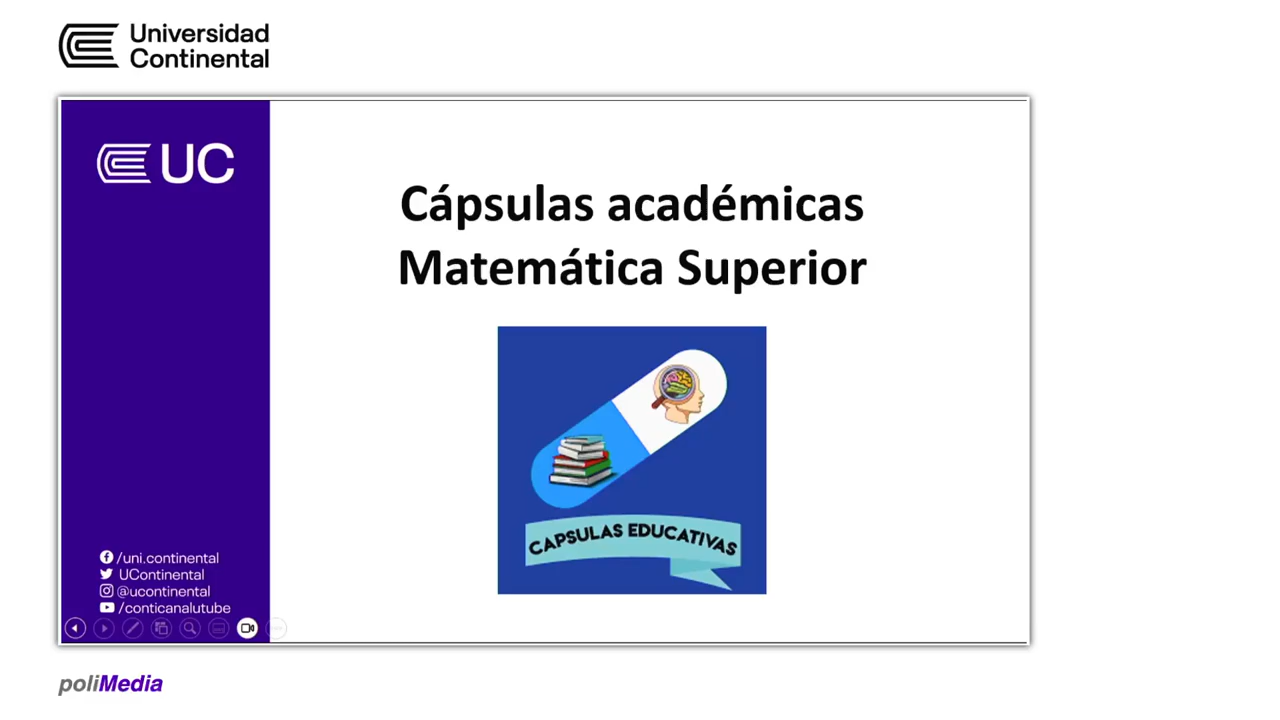 Universidad
Continental
UC
Cápsulas académicas
Matemática Superior
CAPSULAS EDUCATIVAS
/uni.continental
UContinental
@ucontinental
/conticanalutube
poliMedia